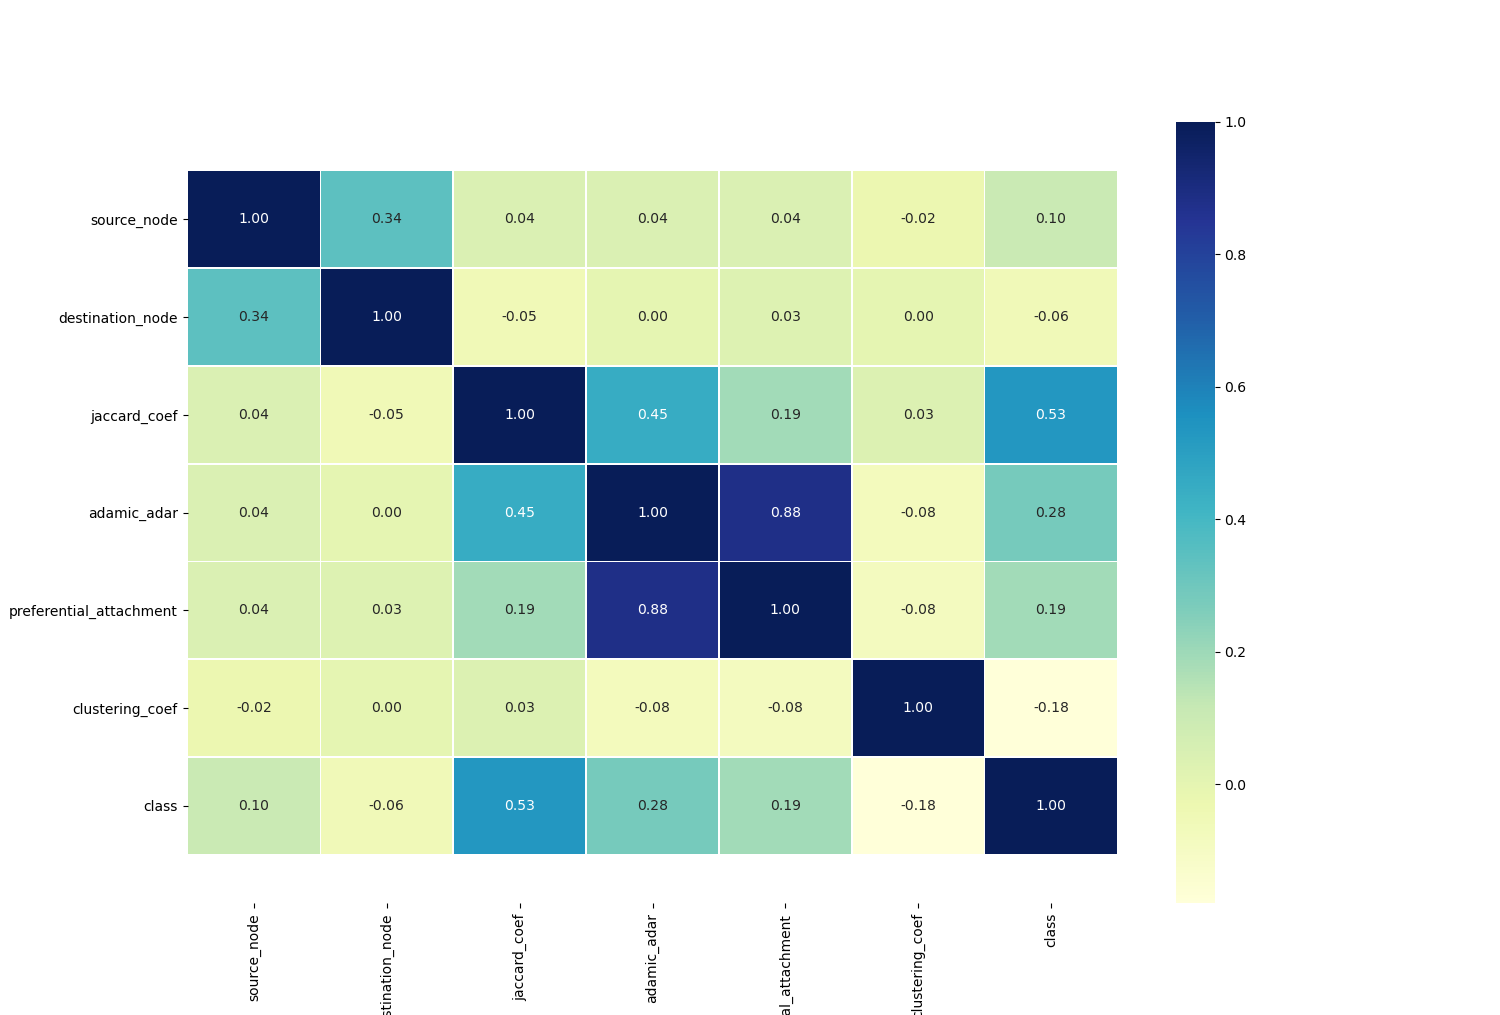 1.0
source_node 1.00 0.34 0.04 0.04 0.04 -0.02 0.10
0.8
destination_node 0.34 1.00 -0.05 0.00 0.03 0.00 -0.06
0.6
jaccard_coef 0.04 -0.05 1.00 0.45 0.19 0.03 0.53
adamic_adar 0.04 0.00 0.45 1.00 0.88 -0.08 0.28
0.4
preferential_attachment 0.04 0.03 0.19 0.88 1.00 -0.08 0.19
0.2
clustering_coef -0.02 0.00 0.03 -0.08 -0.08 1.00 -0.18
0.0
class 0.10 -0.06 0.53 0.28 0.19 -0.18 1.00
source_node
stination_node
jaccard_coef
adamic_adar
al_attachment
clustering_coef
class